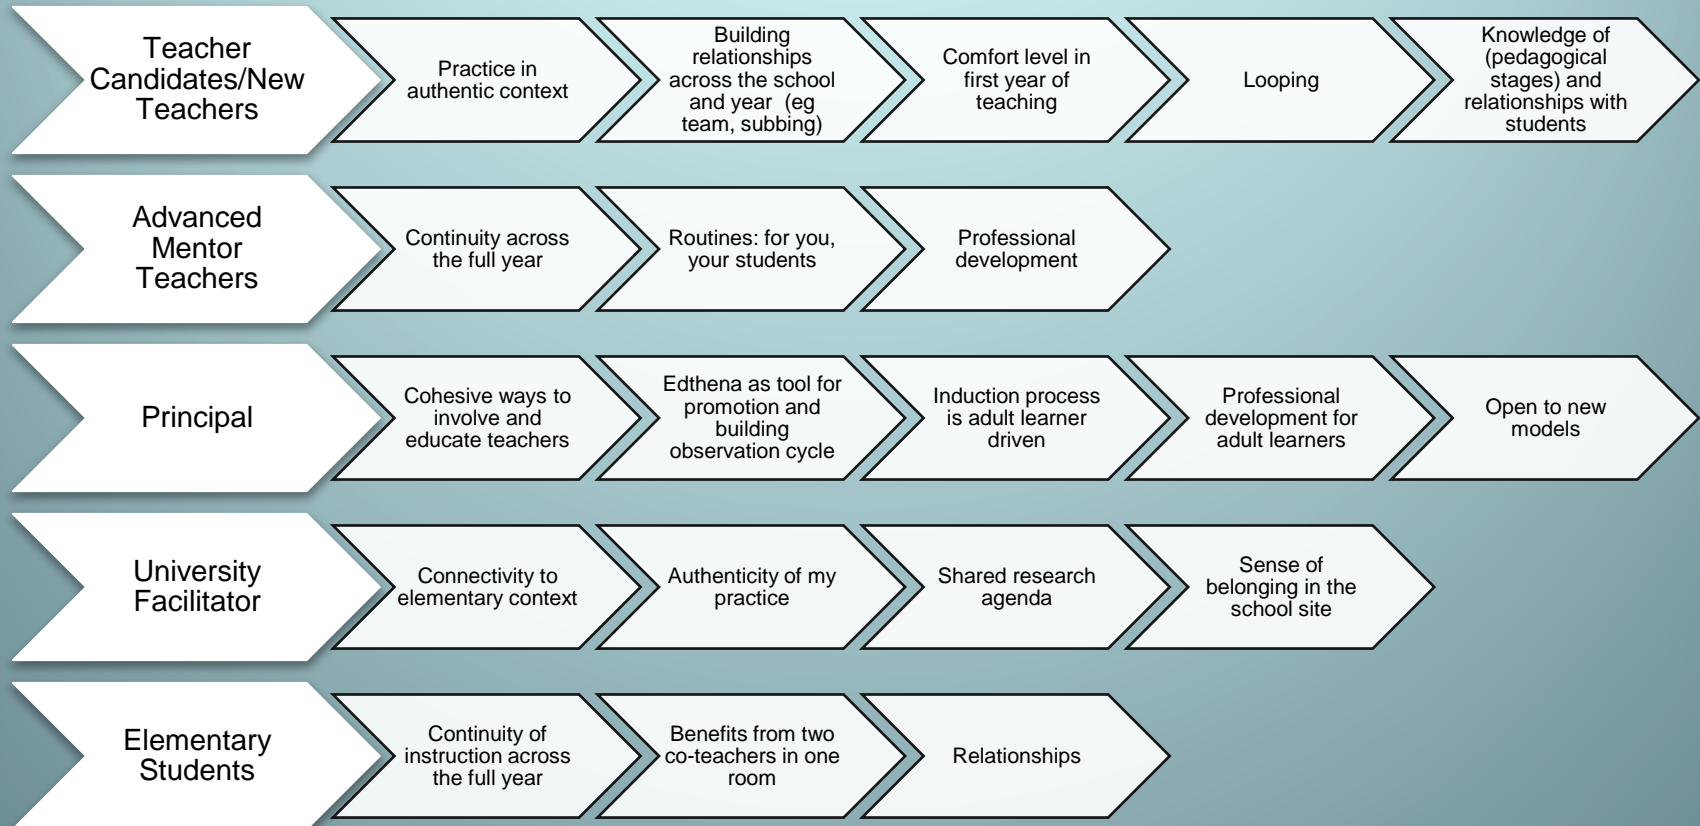 Teacher
Candidates/New
Teachers
Practice in
authentic context
Building
relationships
across the school
and year  (eg
team, subbing)
Comfort level in
first year of
teaching
Looping
Knowledge of
(pedagogical
stages) and
relationships with
students
Advanced
Mentor
Teachers
Continuity across
the full year
Routines: for you,
your students
Professional
development
Principal
Cohesive ways to
involve and
educate teachers
Edthena as tool for
promotion and
building
observation cycle
Induction process
is adult learner
driven
Professional
development for
adult learners
Open to new
models
University
Facilitator
Connectivity to
elementary context
Authenticity of my
practice
Shared research
agenda
Sense of
belonging in the
school site
Elementary
Students
Continuity of
instruction across
the full year
Benefits from two
co-teachers in one
room
Relationships